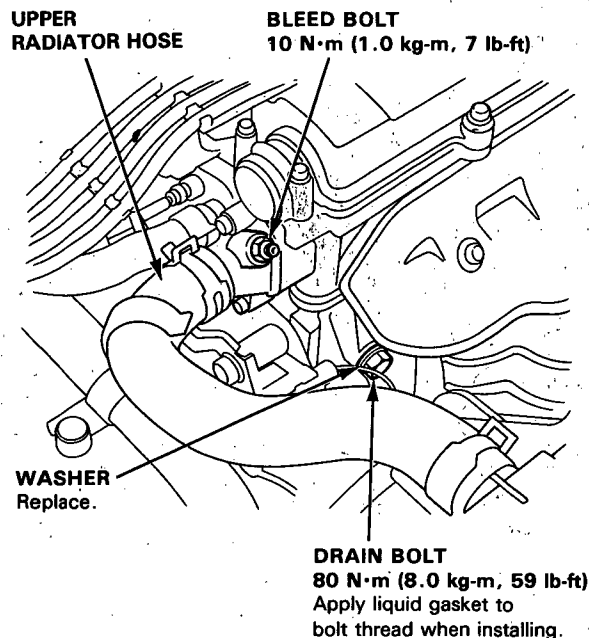 UPPER
RADIATOR HOSE
BLEED BOLT
10 N·m (1.0 kg-m, 7 lb-ft)
WASHER
Replace.
DRAIN BOLT
80 N·m (8.0 kg-m, 59 lb-ft)
Apply liquid gasket to
bolt thread when installing.